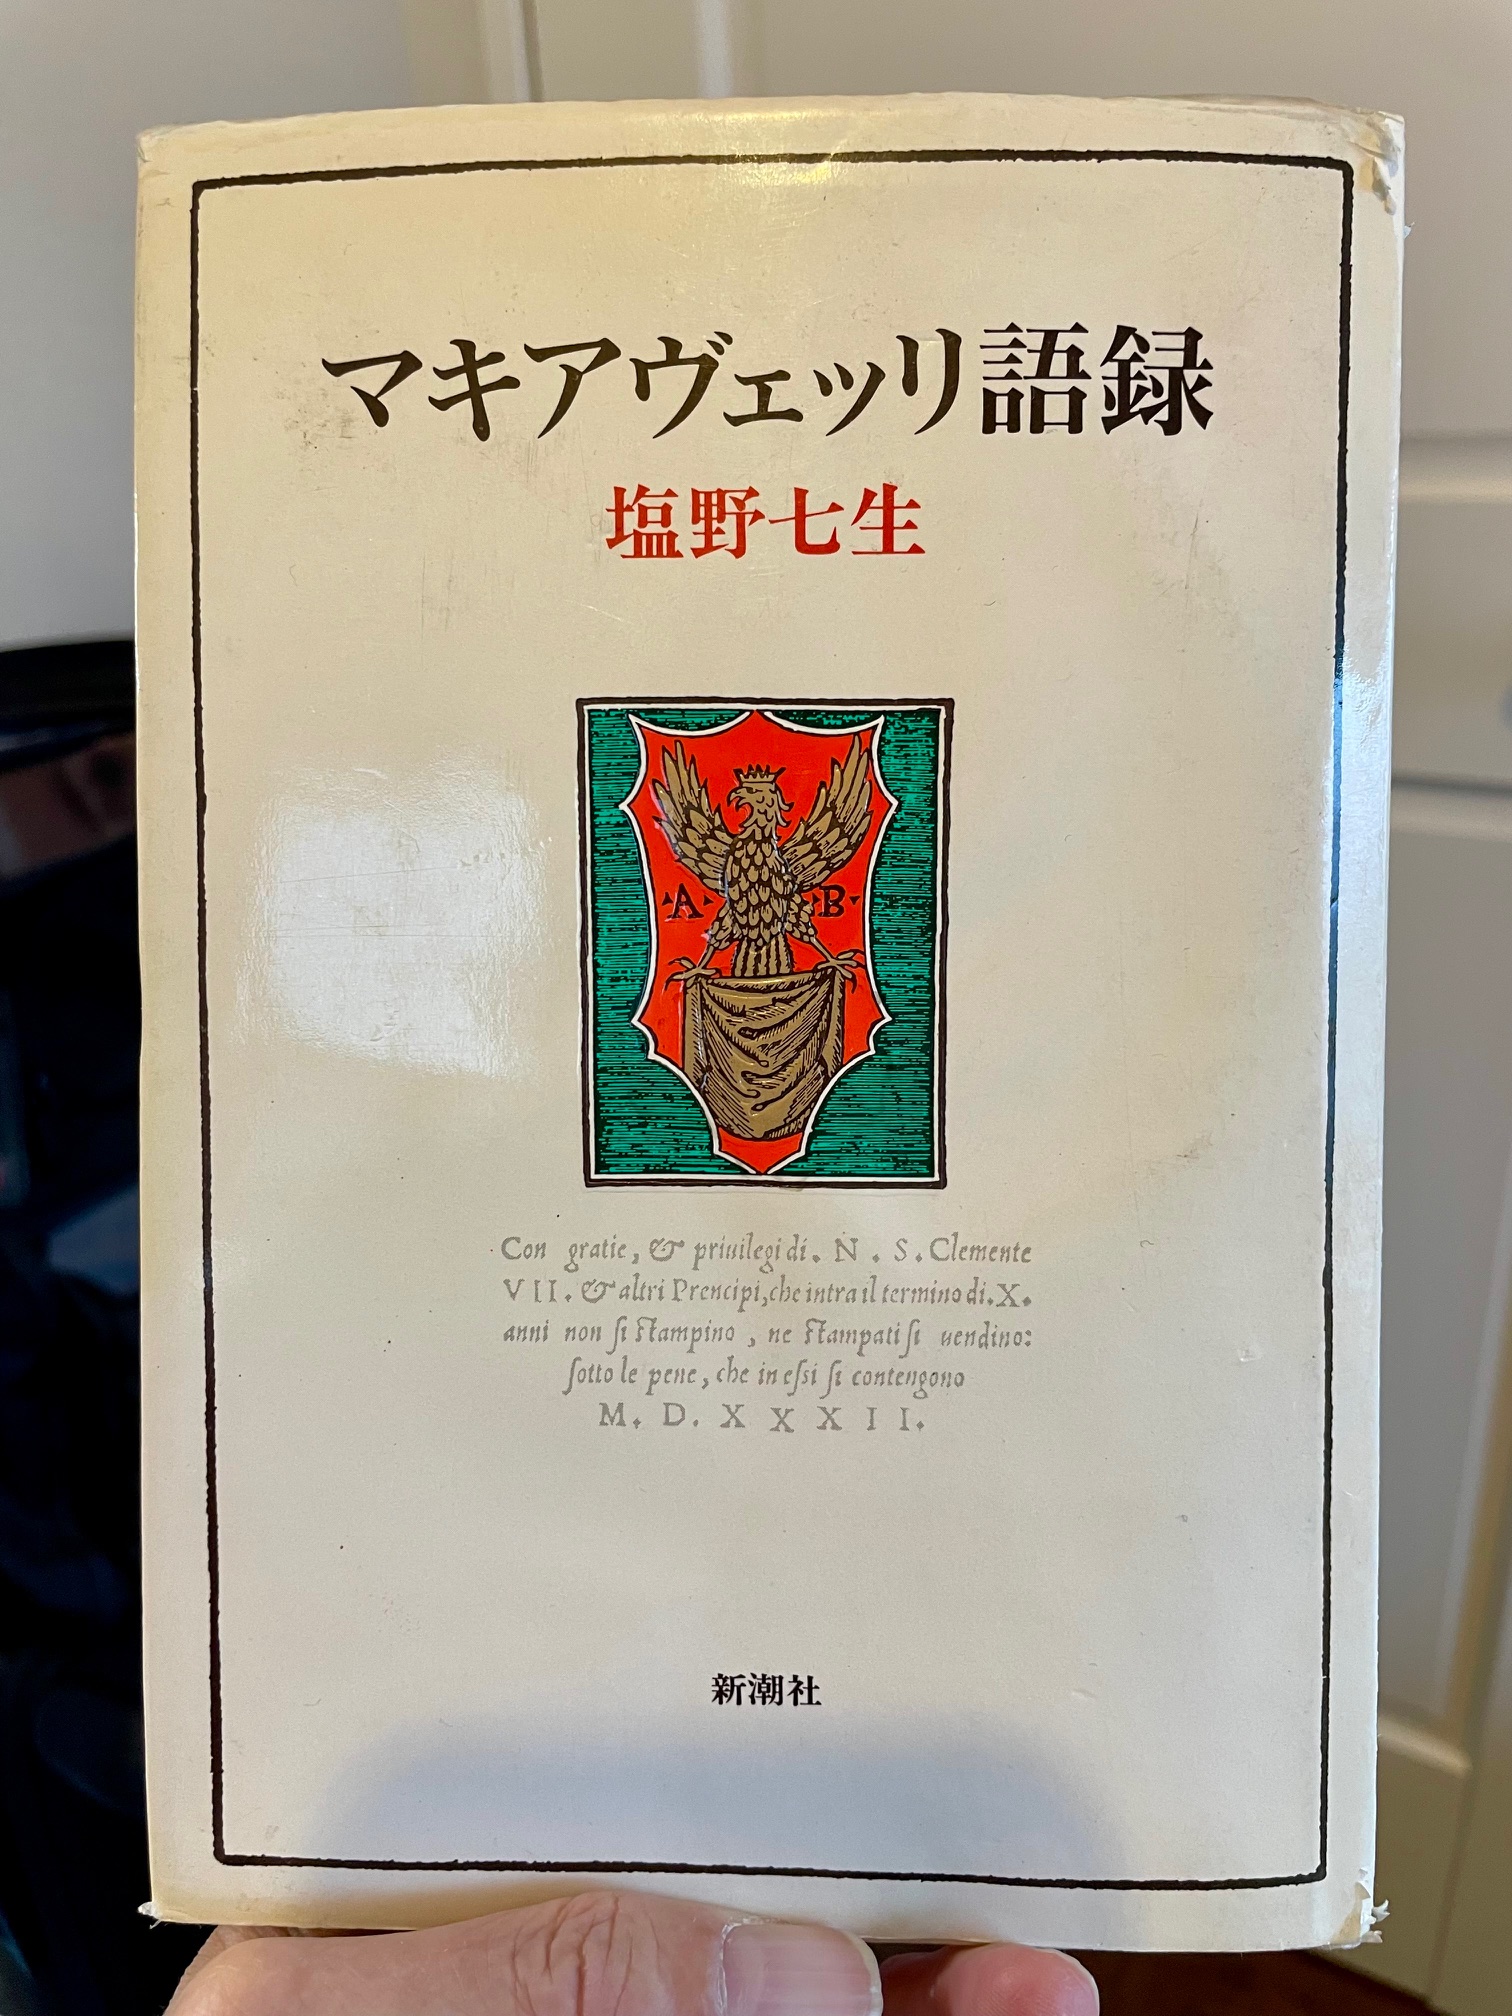 マキアヴェッリ語録
塩野七生
A B
Con gratie, & priuilegi di. N. S. Clemente
VII. & altri Prencipi, che intra il termino di. X.
anni non ſi ſtampino, ne ſtampati ſi uendino:
ſotto le pene, che in eſsi ſi contengono
M. D. X X X I I.
新潮社